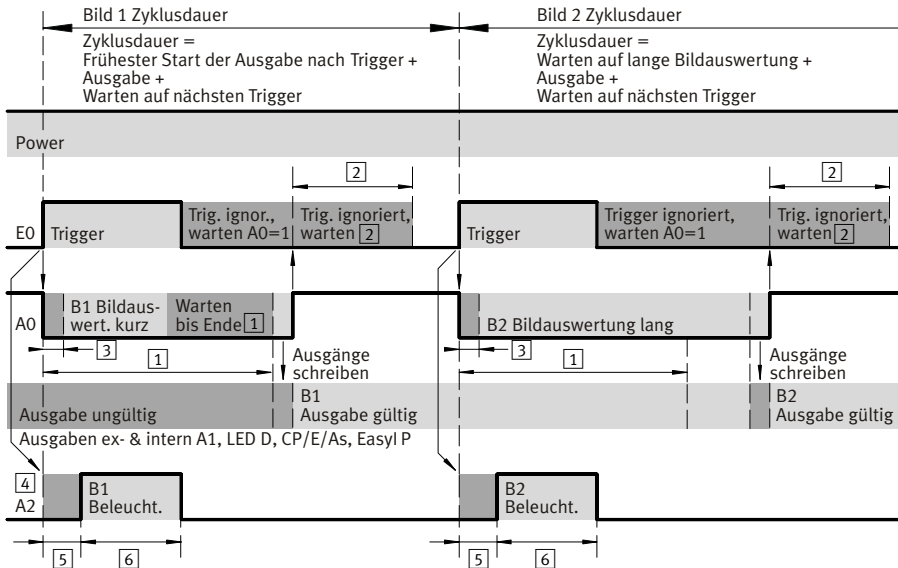 Bild 1 Zyklusdauer
Zyklusdauer =
Frühester Start der Ausgabe nach Trigger +
Ausgabe +
Warten auf nächsten Trigger
Bild 2 Zyklusdauer
Zyklusdauer =
Warten auf lange Bildauswertung +
Ausgabe +
Warten auf nächsten Trigger
Power
2
2
E0
Trigger
Trig. ignor.,
warten A0=1
Trig. ignoriert,
warten 2
Trigger
Trigger ignoriert,
warten A0=1
Trig. ignoriert,
warten 2
A0
B1 Bildaus-
wert. kurz
Warten
bis Ende 1
B2 Bildauswertung lang
3
1
Ausgänge
schreiben
3
1
Ausgänge
schreiben
Ausgabe ungültig
B1
Ausgabe gültig
B2
Ausgabe gültig
Ausgaben ex- & intern A1, LED D, CP/E/As, EasyI P
4
A2
B1
Beleucht.
B2
Beleucht.
5
6
5
6